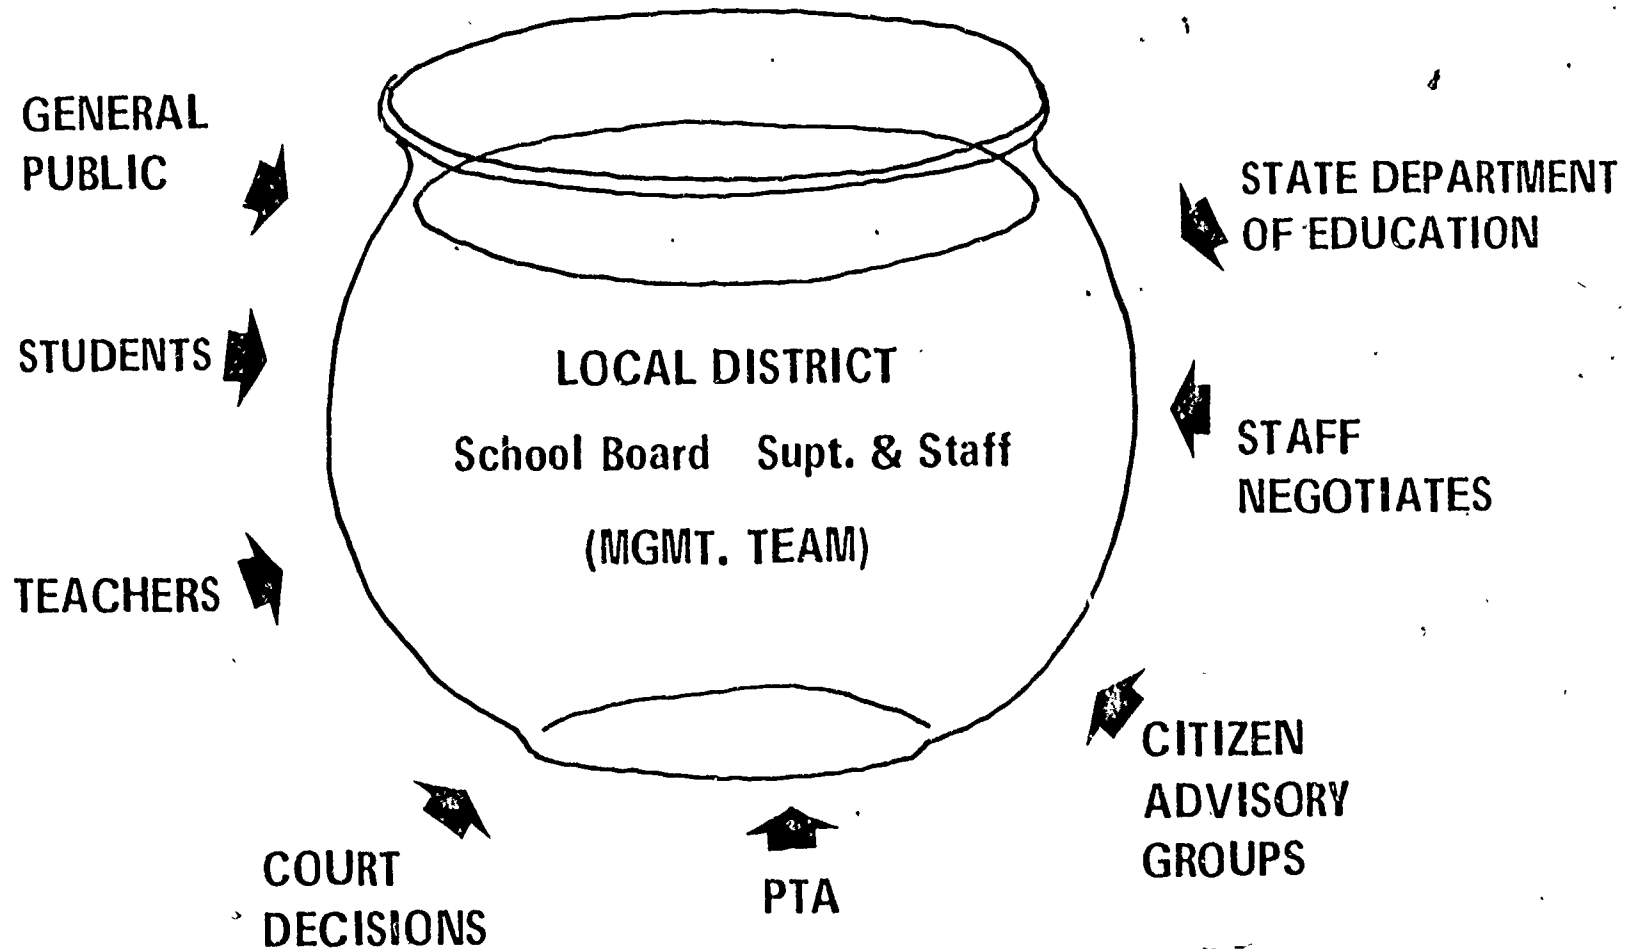 GENERAL
PUBLIC
STATE DEPARTMENT
OF EDUCATION
STUDENTS
LOCAL DISTRICT
School Board Supt. & Staff
(MGMT. TEAM)
STAFF
NEGOTIATES
TEACHERS
CITIZEN
ADVISORY
GROUPS
COURT
DECISIONS
PTA